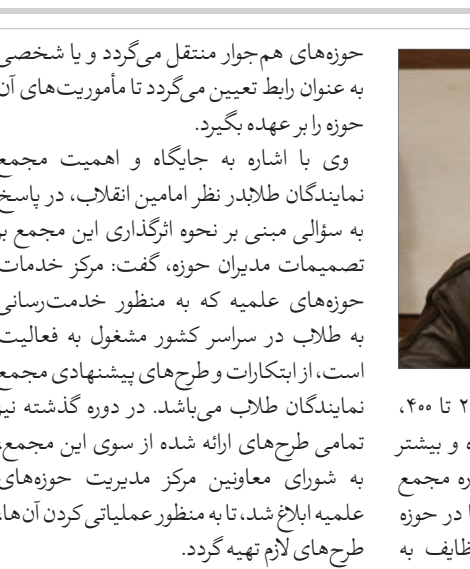 حوزه‌های هم‌جوار منتقل می‌گردد و یا شخصی
به عنوان رابط تعیین می‌گردد تا مأموریت‌های آن
حوزه را بر عهده بگیرد.
وی با اشاره به جایگاه و اهمیت مجمع
نمایندگان طلابدر نظر امامین انقلاب، در پاسخ
به سؤالی مبنی بر نحوه اثرگذاری این مجمع بر
تصمیمات مدیران حوزه، گفت: مرکز خدمات
حوزه‌های علمیه که به منظور خدمت‌رسانی
به طلاب در سراسر کشور مشغول به فعالیت
است، از ابتکارات و طرح‌های پیشنهادی مجمع
نمایندگان طلاب می‌باشد. در دوره گذشته نیز
تمامی طرح‌های ارائه شده از سوی این مجمع،
به شورای معاونین مرکز مدیریت حوزه‌های
علمیه ابلاغ شد، تا به منظور عملیاتی کردن آن‌ها،
طرح‌های لازم تهیه گردد.
تا ۴۰۰،
و بیشتر
مجمع
در حوزه
به